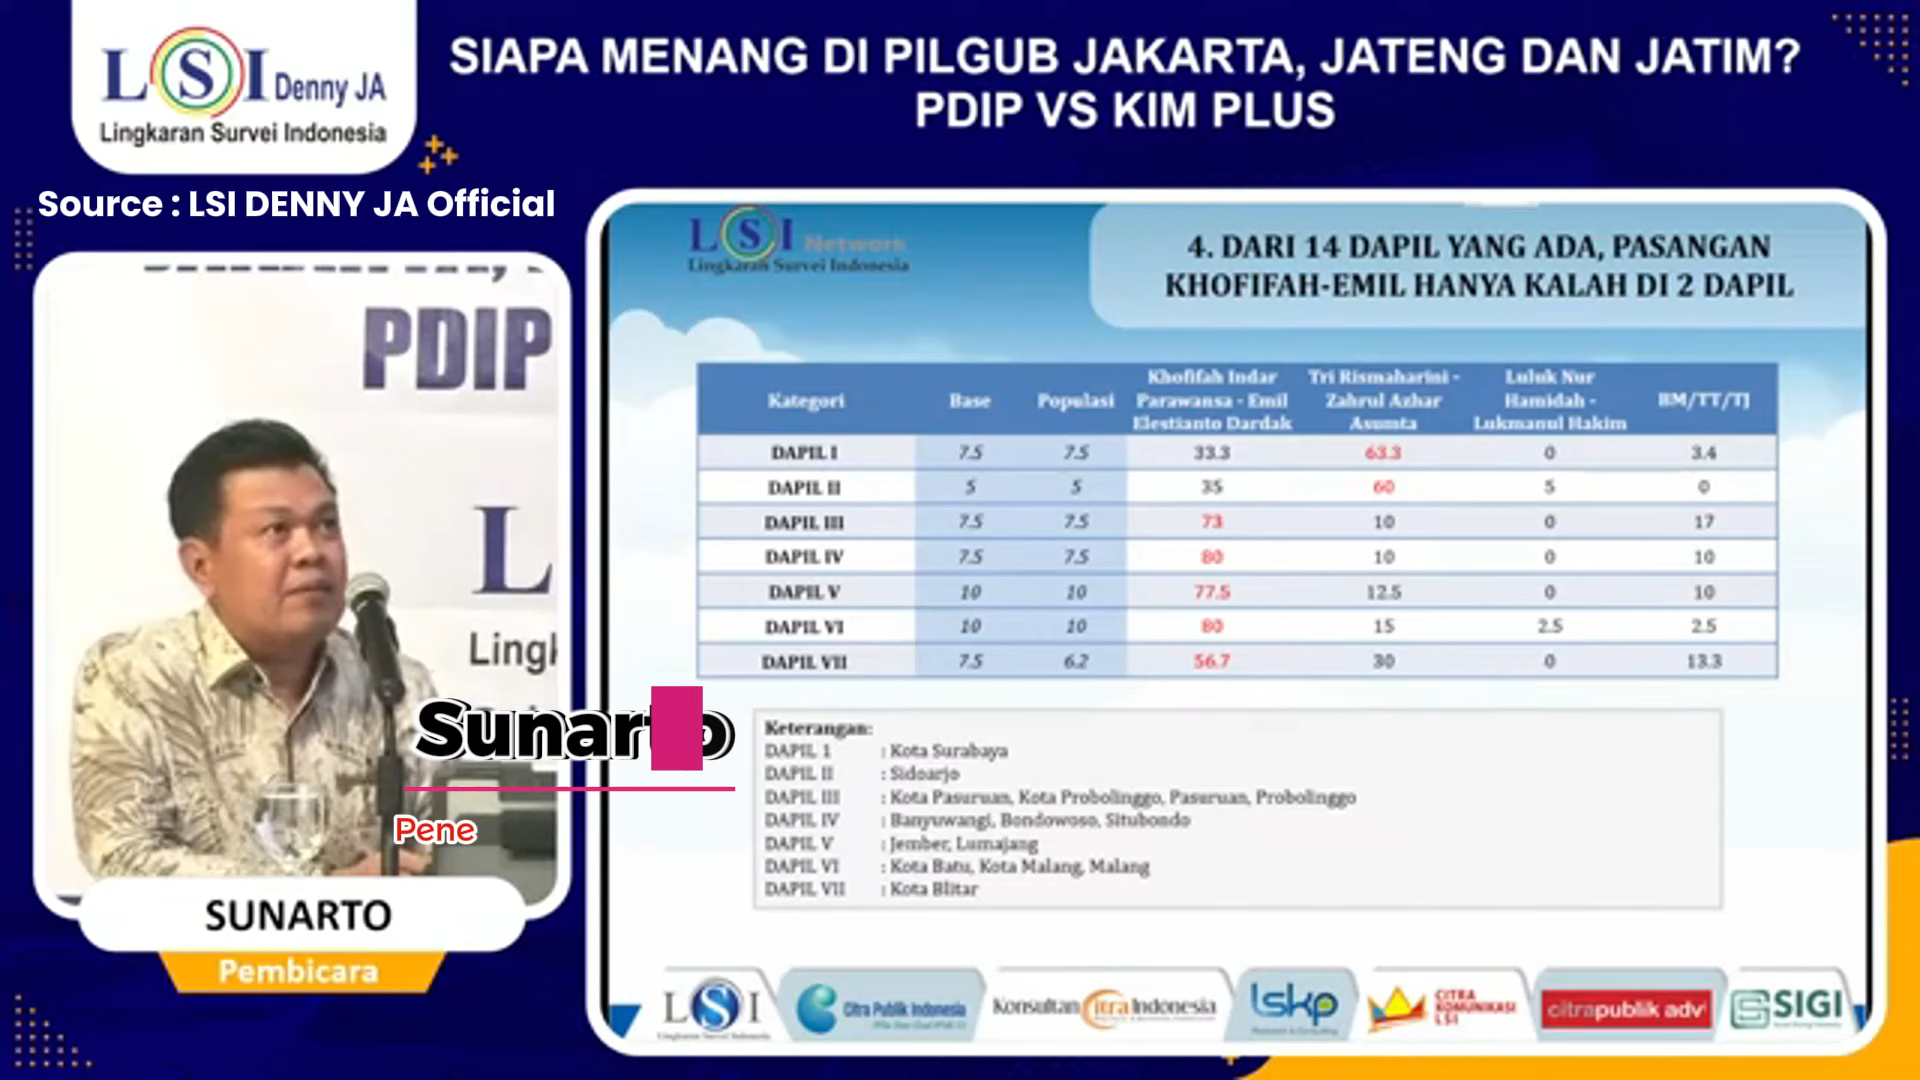 LSI Denny JA
Lingkaran Survei Indonesia
SIAPA MENANG DI PILGUB JAKARTA, JATENG DAN JATIM?
PDIP VS KIM PLUS
Source : LSI DENNY JA Official
PDIP
L
Lingk
Sunarto
Pene
SUNARTO
Pembicara
LSI Network
Lingkaran Survei Indonesia
4. DARI 14 DAPIL YANG ADA, PASANGAN
KHOFIFAH-EMIL HANYA KALAH DI 2 DAPIL
Kategori Base Populasi Khofifah Indar Parawansa - Emil Elestianto Dardak Tri Rismaharini - Zahrul Azhar Asumta Luluk Nur Hamidah - Lukmanul Hakim BM/TT/TJ
DAPIL I 7.5 7.5 33.3 63.3 0 3.4
DAPIL II 5 5 35 60 5 0
DAPIL III 7.5 7.5 73 10 0 17
DAPIL IV 7.5 7.5 80 10 0 10
DAPIL V 10 10 77.5 12.5 0 10
DAPIL VI 10 10 80 15 2.5 2.5
DAPIL VII 7.5 6.2 56.7 30 0 13.3
Keterangan:
DAPIL 1 : Kota Surabaya
DAPIL II : Sidoarjo
DAPIL III : Kota Pasuruan, Kota Probolinggo, Pasuruan, Probolinggo
DAPIL IV : Banyuwangi, Bondowoso, Situbondo
DAPIL V : Jember, Lumajang
DAPIL VI : Kota Batu, Kota Malang, Malang
DAPIL VII : Kota Blitar
LSI
Citra Publik Indonesia
Konsultan Citra Indonesia
lskp
CITRA
KOMUNIKASI
LSI
citrapublik adv
SIGI